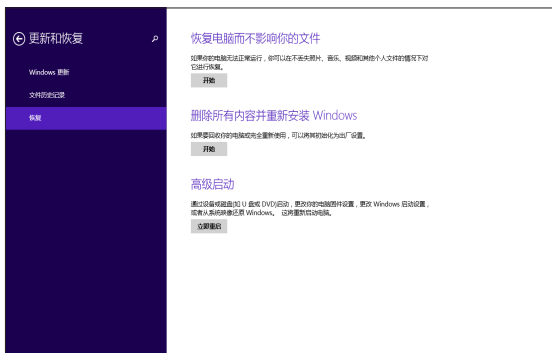 更新和恢复
Windows 更新
文件历史记录
恢复
恢复电脑而不影响你的文件
如果你的电脑无法正常运行，你可以在不丢失照片、音乐、视频和其他个人文件的情况下对
它进行恢复。
开始
删除所有内容并重新安装 Windows
如果要回收你的电脑或完全重新使用，可以将其初始化为出厂设置。
开始
高级启动
通过设备或磁盘(如 U 盘或 DVD)启动，更改你的电脑固件设置，更改 Windows 启动设置，
或者从系统映像还原 Windows。 这将重新启动电脑。
立即重启